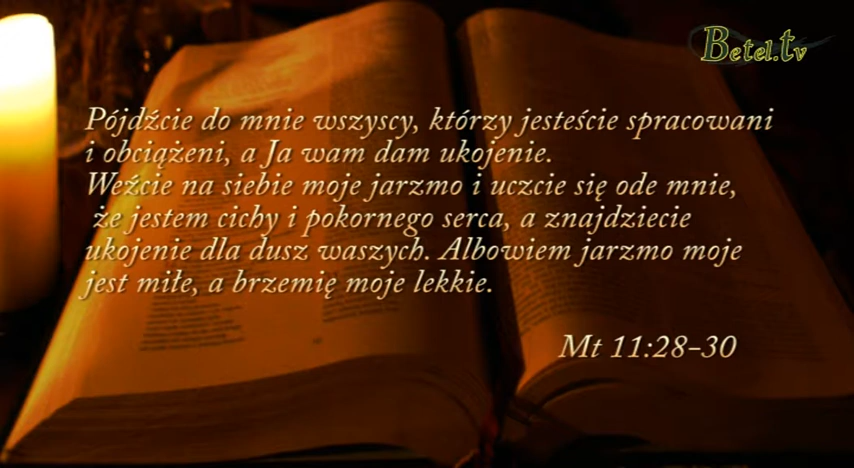 Betel.tv
Pójdźcie do mnie wszyscy, którzy jesteście spracowani
i obciążeni, a Ja wam dam ukojenie.
Weźcie na siebie moje jarzmo i uczcie się ode mnie,
że jestem cichy i pokornego serca, a znajdziecie
ukojenie dla dusz waszych. Albowiem jarzmo moje
jest miłe, a brzemię moje lekkie.
Mt 11:28-30